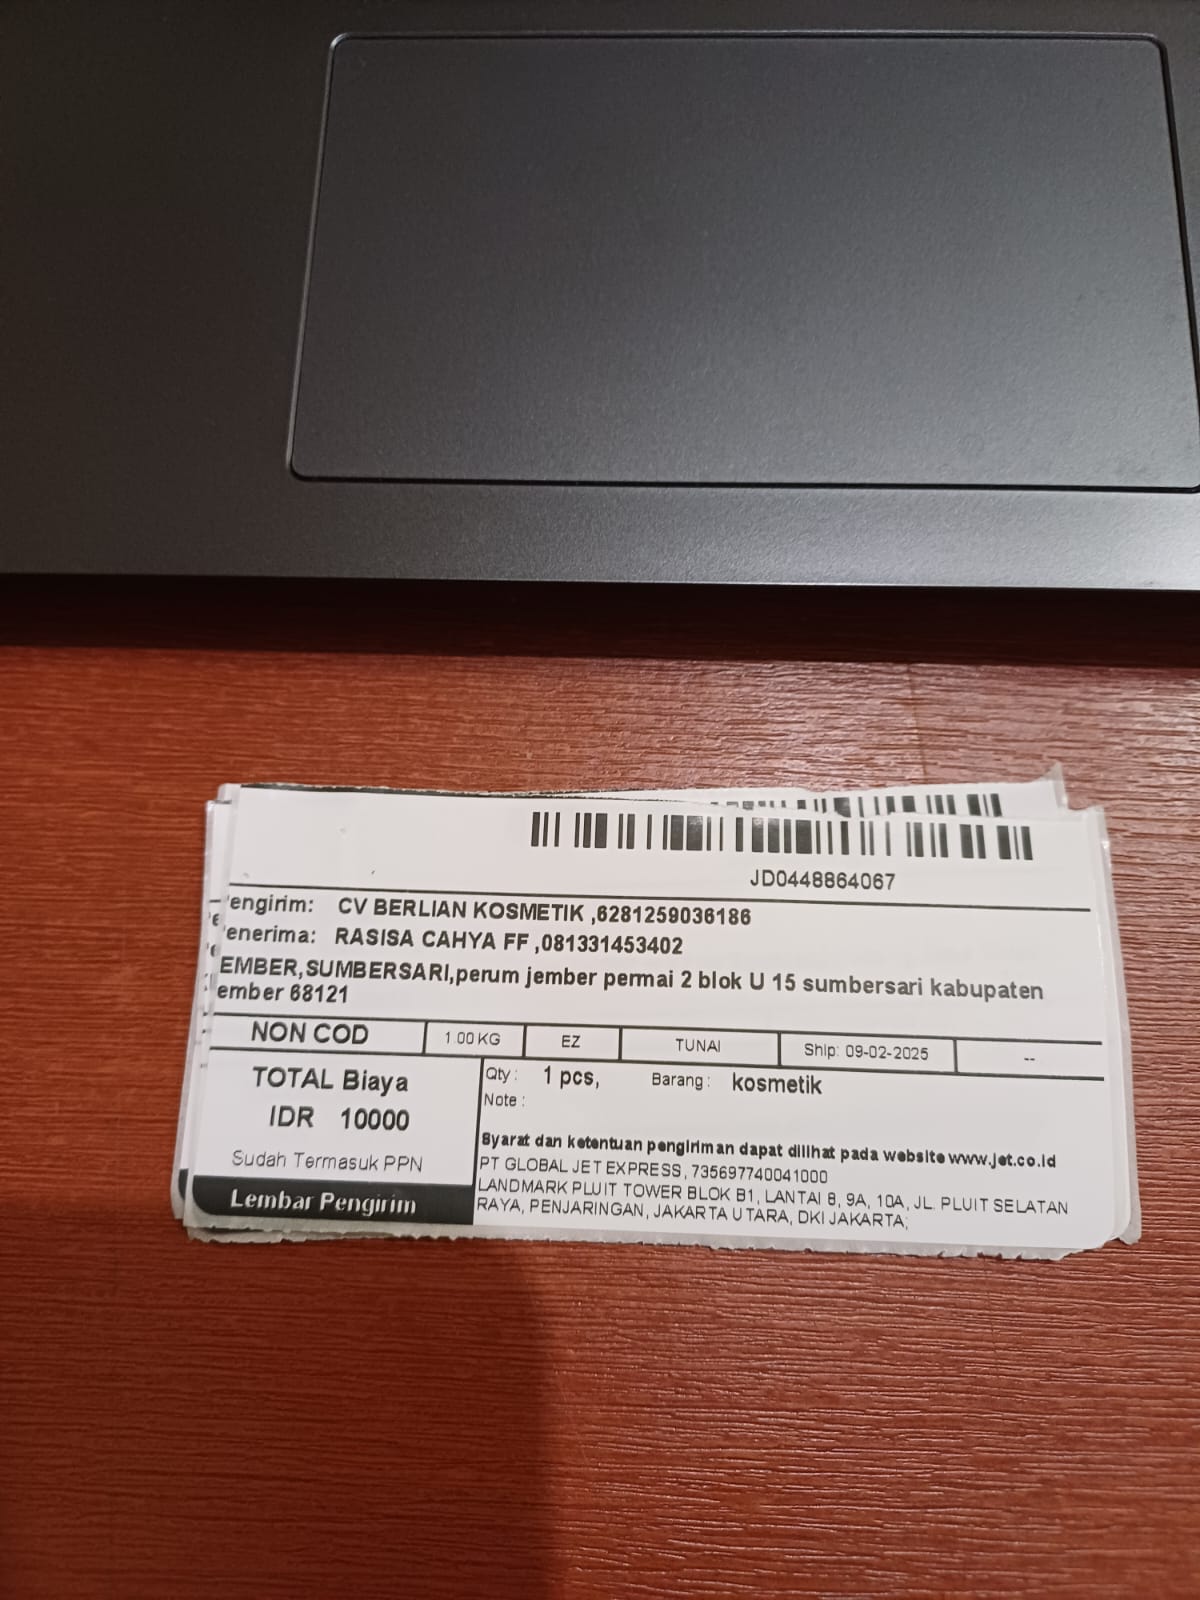 JD0448864067
engirim: CV BERLIAN KOSMETIK ,6281259036186
enerima: RASISA CAHYA FF ,081331453402
EMBER,SUMBERSARI,perum jember permai 2 blok U 15 sumbersari kabupaten
ember 68121
NON COD 1.00 KG EZ TUNAI Ship: 09-02-2025 --
TOTAL Biaya
IDR 10000
Sudah Termasuk PPN
Lembar Pengirim
Qty : 1 pcs, Barang : kosmetik
Note :
Syarat dan ketentuan pengiriman dapat dilihat pada website www.jet.co.id
PT GLOBAL JET EXPRESS, 735697740041000
LANDMARK PLUIT TOWER BLOK B1, LANTAI 8, 9A, 10A, JL. PLUIT SELATAN
RAYA, PENJARINGAN, JAKARTA UTARA, DKI JAKARTA;